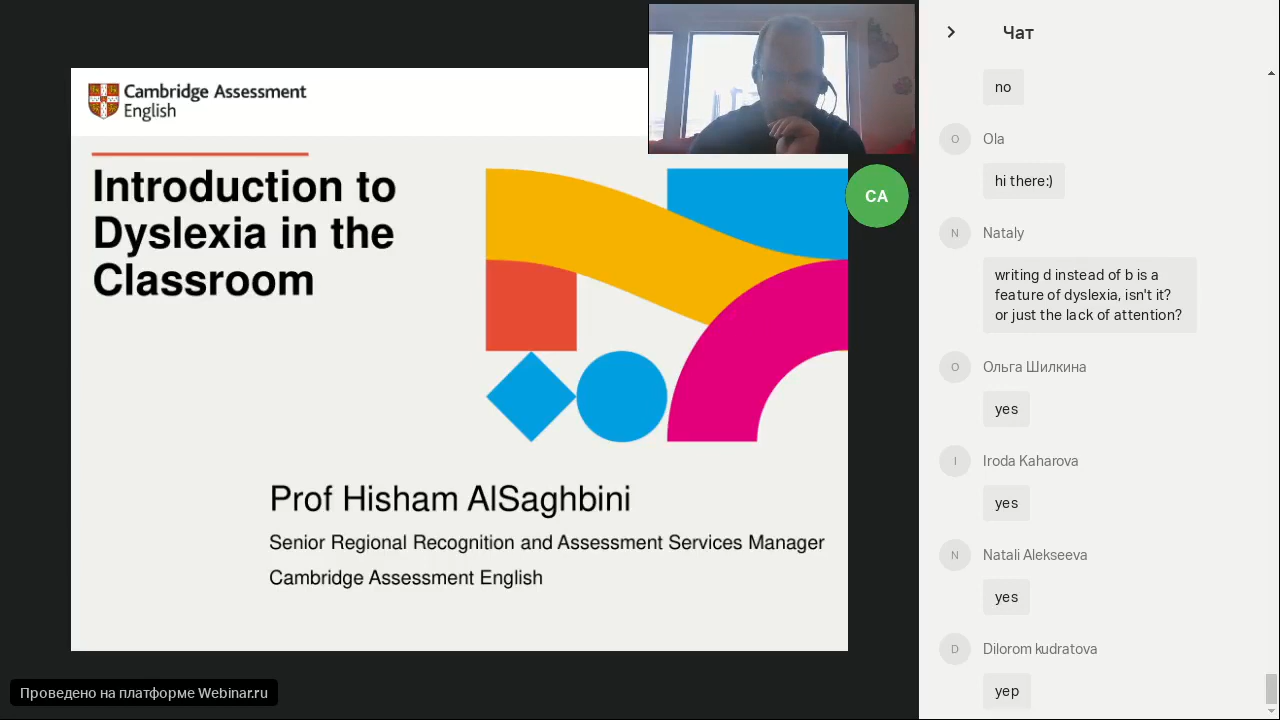 Cambridge Assessment
English
Introduction to
Dyslexia in the
Classroom
Prof Hisham AlSaghbini
Senior Regional Recognition and Assessment Services Manager
Cambridge Assessment English
CA
Проведено на платформе Webinar.ru
Чат
no
O
Ola
hi there:)
N
Nataly
writing d instead of b is a
feature of dyslexia, isn't it?
or just the lack of attention?
О
Ольга Шилкина
yes
I
Iroda Kaharova
yes
N
Natali Alekseeva
yes
D
Dilorom kudratova
yep